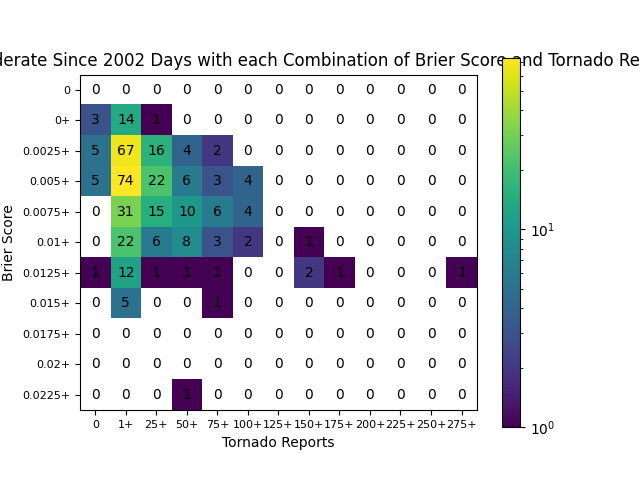 derate Since 2002 Days with each Combination of Brier Score and Tornado Re
0 0 0 0 0 0 0 0 0 0 0 0 0 0
0+ 3 14 1 0 0 0 0 0 0 0 0 0 0
0.0025+ 5 67 16 4 2 0 0 0 0 0 0 0 0
0.005+ 5 74 22 6 3 4 0 0 0 0 0 0 0
0.0075+ 0 31 15 10 6 4 0 0 0 0 0 0 0
0.01+ 0 22 6 8 3 2 0 1 0 0 0 0 0
0.0125+ 1 12 1 1 1 0 0 2 1 0 0 0 1
0.015+ 0 5 0 0 1 0 0 0 0 0 0 0 0
0.0175+ 0 0 0 0 0 0 0 0 0 0 0 0 0
0.02+ 0 0 0 0 0 0 0 0 0 0 0 0 0
0.0225+ 0 0 0 1 0 0 0 0 0 0 0 0 0
0 1+ 25+ 50+ 75+ 100+ 125+ 150+ 175+ 200+ 225+ 250+ 275+
Tornado Reports
Brier Score
10¹
10⁰